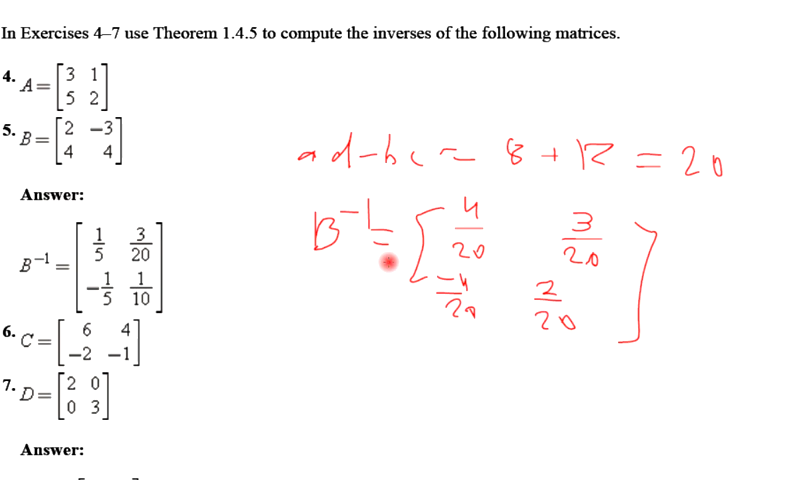 In Exercises 4–7 use Theorem 1.4.5 to compute the inverses of the following matrices.
4. A = [3 1
5 2]
5. B = [2 −3
4 4]
ad-bc = 8 + 12 = 20
Answer:
B⁻¹ = [1/5 3/20
−1/5 1/10]
B⁻¹ = [4/20 3/20
-4/20 2/20]
6. C = [6 4
−2 −1]
7. D = [2 0
0 3]
Answer: